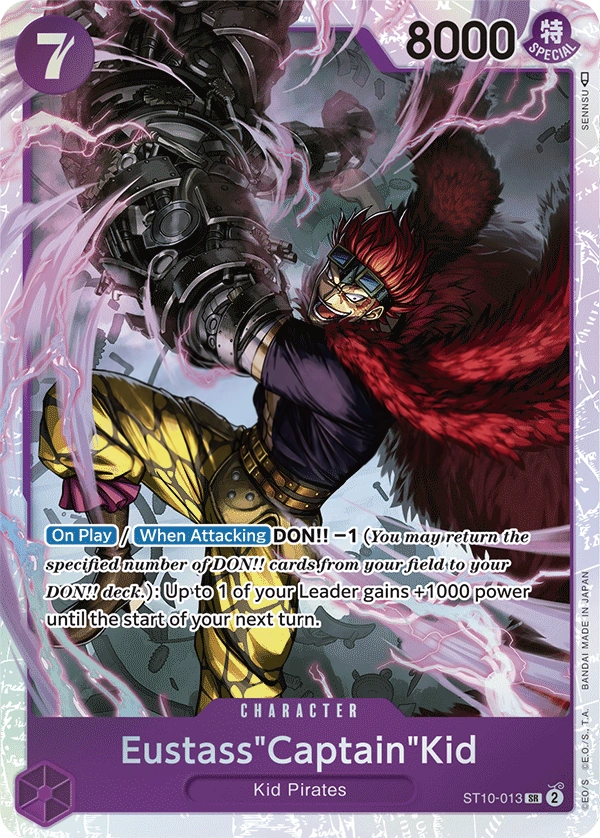 7
8000
特
SPECIAL
SENNSU
On Play / When Attacking DON!! −1 (You may return the
specified number of DON!! cards from your field to your
DON!! deck.): Up to 1 of your Leader gains +1000 power
until the start of your next turn.
©E.O./S., T.A. BANDAI MADE IN JAPAN
©EO/S
CHARACTER
Eustass"Captain"Kid
Kid Pirates
ST10-013 SR 2